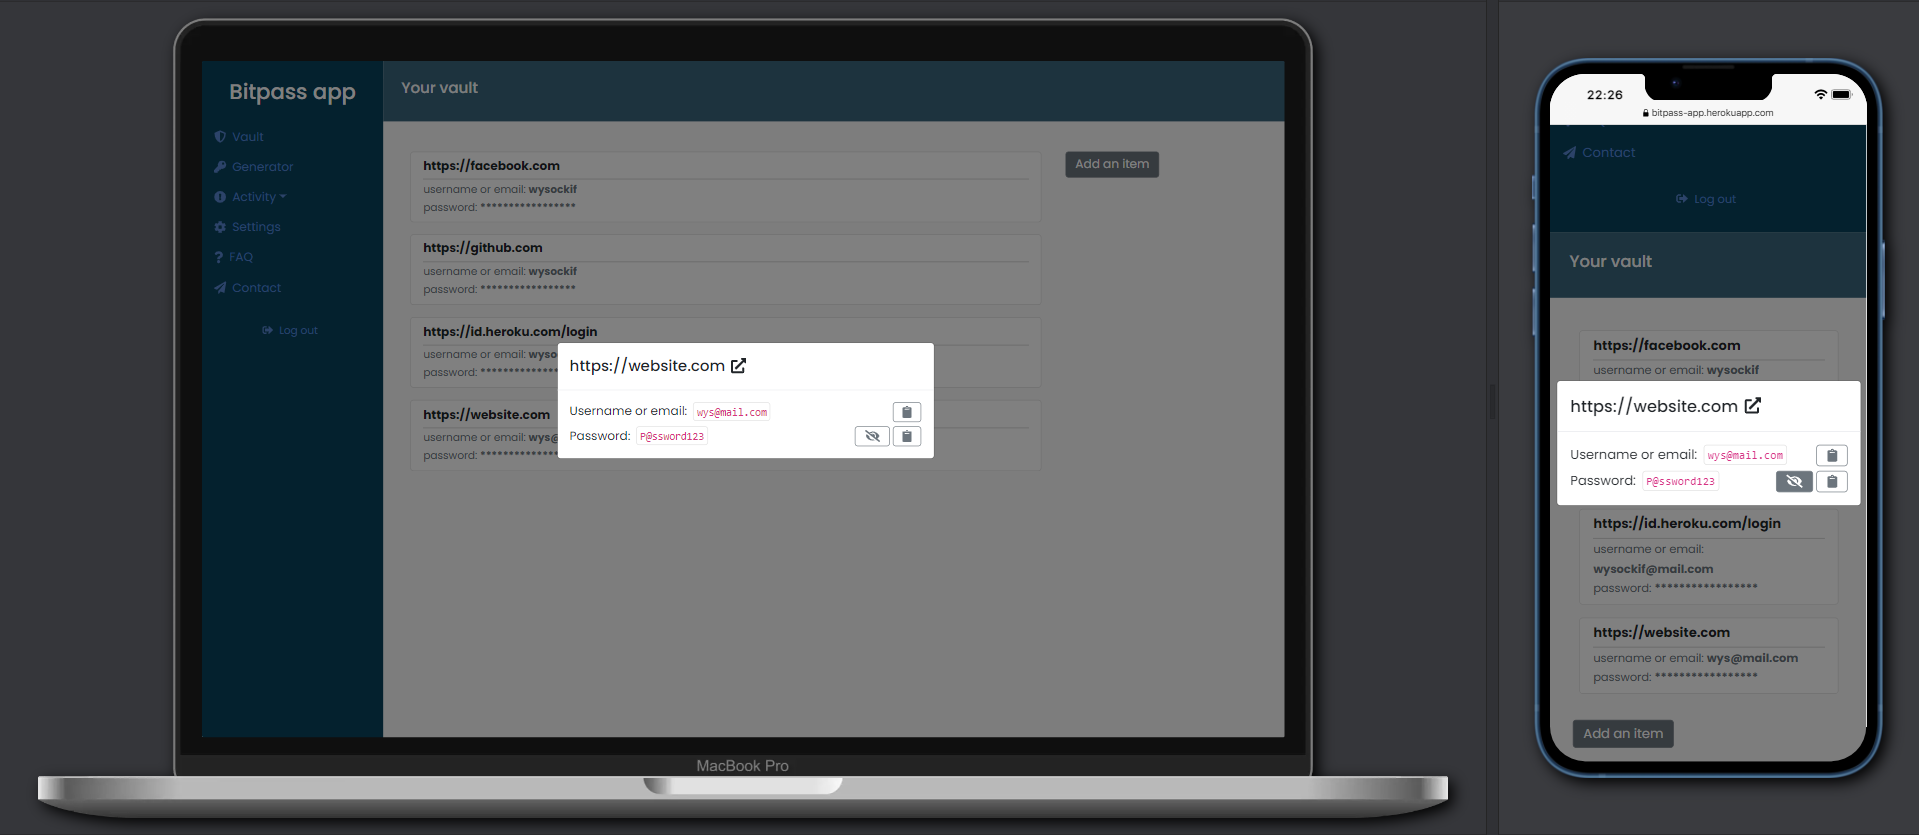 Bitpass app
Vault
Generator
Activity
Settings
FAQ
Contact
Log out
Your vault
https://facebook.com
username or email: wysockif
password: *****************
https://github.com
username or email: wysockif
password: *****************
https://id.heroku.com/login
username or email: wyso
password: **************
https://website.com
username or email: wys@
password: **************
Add an item
https://website.com
Username or email: wys@mail.com
Password: P@ssword123
MacBook Pro
22:26
bitpass-app.herokuapp.com
Contact
Log out
Your vault
https://facebook.com
username or email: wysockif
https://website.com
Username or email: wys@mail.com
Password: P@ssword123
https://id.heroku.com/login
username or email:
wysockif@mail.com
password: *****************
https://website.com
username or email: wys@mail.com
password: *****************
Add an item